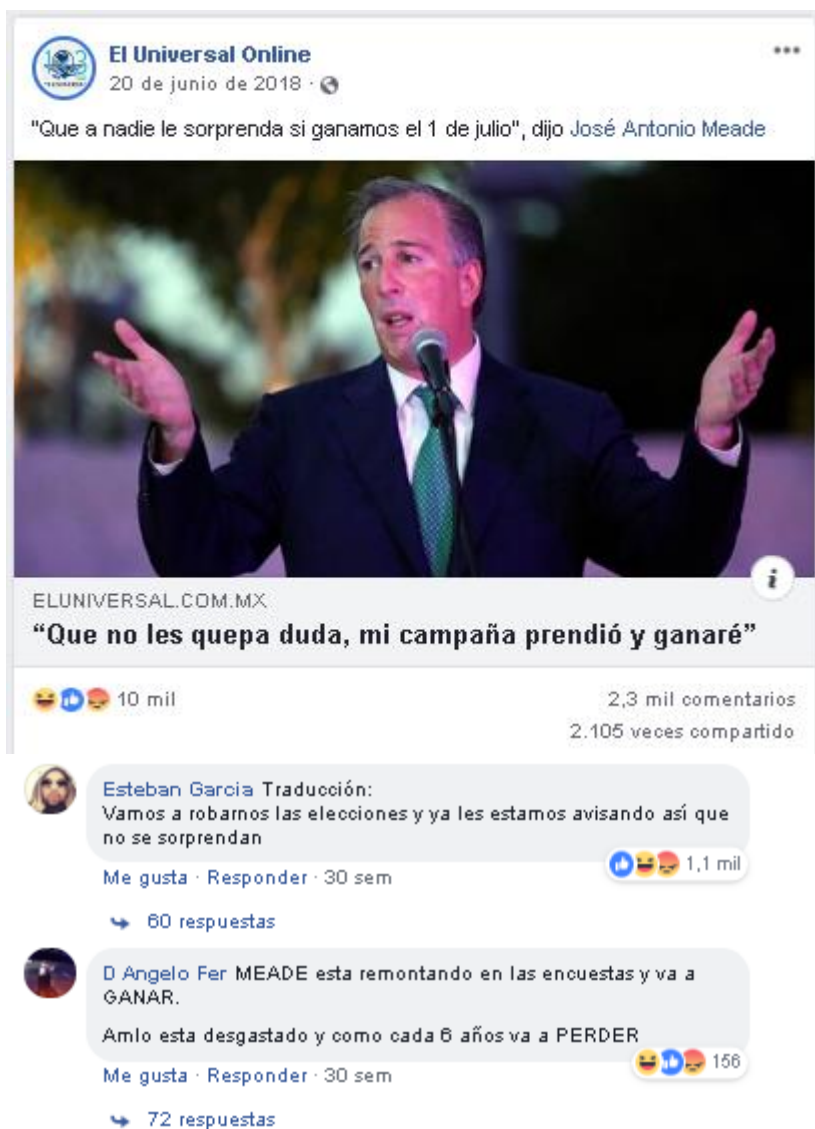 El Universal Online
20 de junio de 2018 ·
"Que a nadie le sorprenda si ganamos el 1 de julio", dijo José Antonio Meade
ELUNIVERSAL.COM.MX
“Que no les quepa duda, mi campaña prendió y ganaré”
10 mil
2,3 mil comentarios
2.105 veces compartido
Esteban Garcia Traducción:
Vamos a robarnos las elecciones y ya les estamos avisando así que
no se sorprendan
1,1 mil
Me gusta · Responder · 30 sem
60 respuestas
D Angelo Fer MEADE esta remontando en las encuestas y va a
GANAR.
Amlo esta desgastado y como cada 6 años va a PERDER
156
Me gusta · Responder · 30 sem
72 respuestas